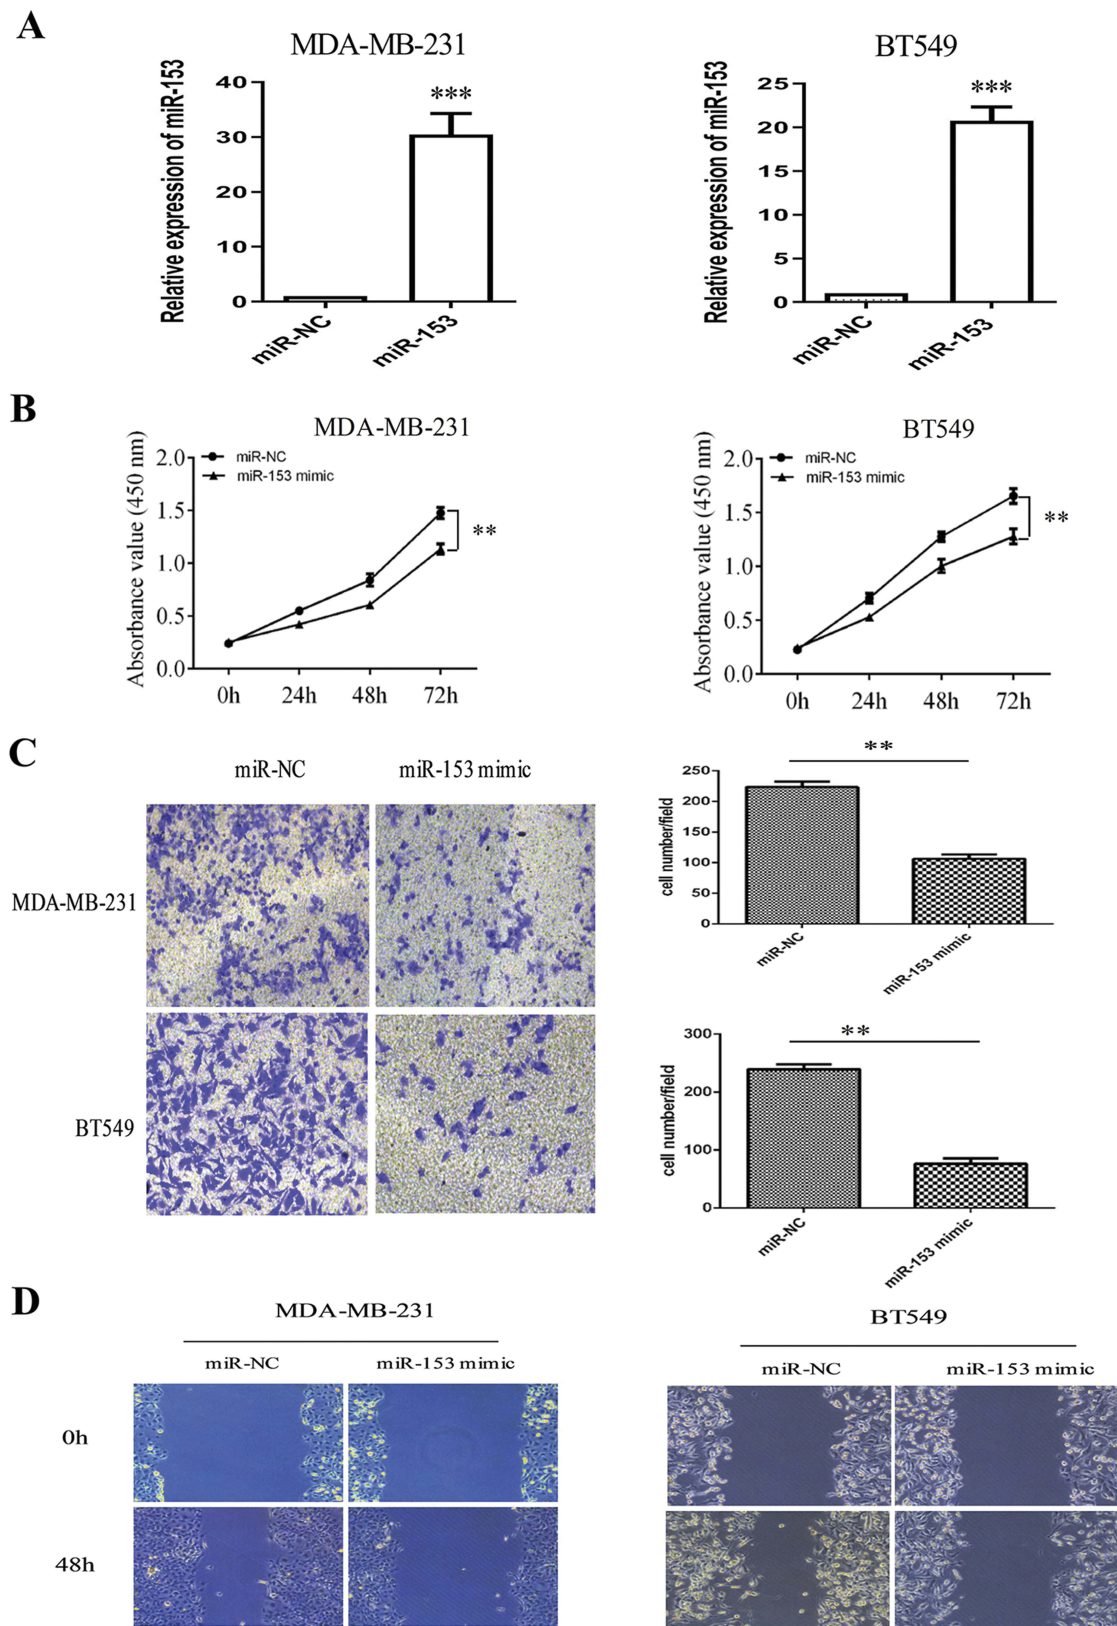 A
MDA-MB-231
BT549
Relative expression of miR-153
40
30
20
10
0
***
miR-NC
miR-153
Relative expression of miR-153
25
20
15
10
5
0
***
miR-NC
miR-153
B
MDA-MB-231
BT549
Absorbance value (450 nm)
2.0
1.5
1.0
0.5
0.0
miR-NC
miR-153 mimic
**
0h 24h 48h 72h
Absorbance value (450 nm)
2.0
1.5
1.0
0.5
0.0
miR-NC
miR-153 mimic
**
0h 24h 48h 72h
C
miR-NC
miR-153 mimic
MDA-MB-231
BT549
**
cell number/field
250
200
150
100
50
0
miR-NC
miR-153 mimic
**
cell number/field
300
200
100
0
miR-NC
miR-153 mimic
D
MDA-MB-231
BT549
miR-NC
miR-153 mimic
miR-NC
miR-153 mimic
0h
48h